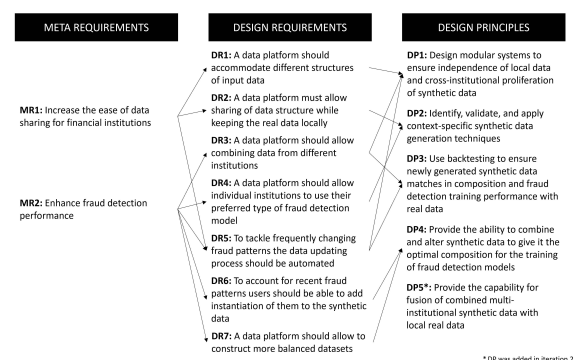 META REQUIREMENTS
MR1: Increase the ease of data
sharing for financial institutions
MR2: Enhance fraud detection
performance
DESIGN REQUIREMENTS
DR1: A data platform should
accommodate different structures
of input data
DR2: A data platform must allow
sharing of data structure while
keeping the real data locally
DR3: A data platform should allow
combining data from different
institutions
DR4: A data platform should allow
individual institutions to use their
preferred type of fraud detection
model
DR5: To tackle frequently changing
fraud patterns the data updating
process should be automated
DR6: To account for recent fraud
patterns users should be able to add
instantiation of them to the synthetic
data
DR7: A data platform should allow to
construct more balanced datasets
DESIGN PRINCIPLES
DP1: Design modular systems to
ensure independence of local data
and cross-institutional proliferation
of synthetic data
DP2: Identify, validate, and apply
context-specific synthetic data
generation techniques
DP3: Use backtesting to ensure
newly generated synthetic data
matches in composition and fraud
detection training performance with
real data
DP4: Provide the ability to combine
and alter synthetic data to give it the
optimal composition for the training
of fraud detection models
DP5*: Provide the capability for
fusion of combined multi-
institutional synthetic data with
local real data
* DP was added in iteration 2